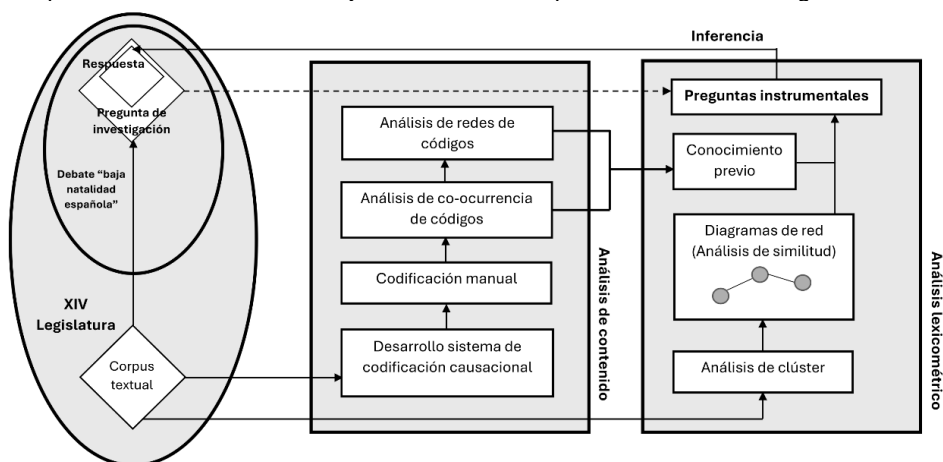 Inferencia
Respuesta
Pregunta de
investigación
Debate “baja
natalidad
española”
XIV
Legislatura
Corpus
textual
Análisis de redes de
códigos
Análisis de co-ocurrencia
de códigos
Codificación manual
Desarrollo sistema de
codificación causacional
Análisis de contenido
Preguntas instrumentales
Conocimiento
previo
Diagramas de red
(Análisis de similitud)
Análisis de clúster
Análisis lexicométrico